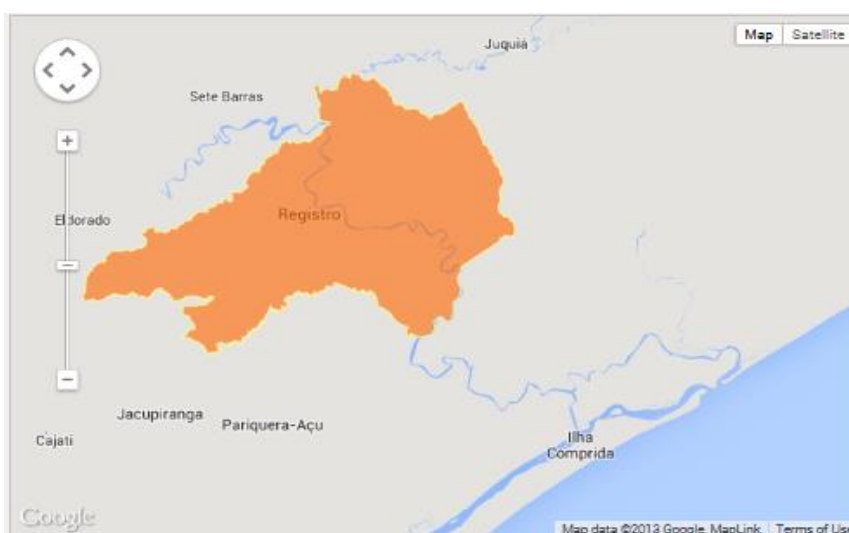 Juquiá
Map Satellite
Sete Barras
Eldorado
Registro
Jacupiranga
Pariquera-Açu
Cajati
Ilha
Comprida
Google
Map data ©2013 Google, MapLink Terms of Use